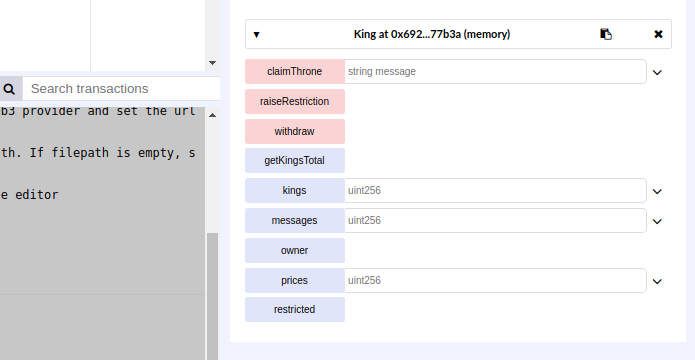 King at 0x692...77b3a (memory)
claimThrone string message
Search transactions
raiseRestriction
b3 provider and set the url
withdraw
th. If filepath is empty, s
getKingsTotal
kings uint256
e editor
messages uint256
owner
prices uint256
restricted